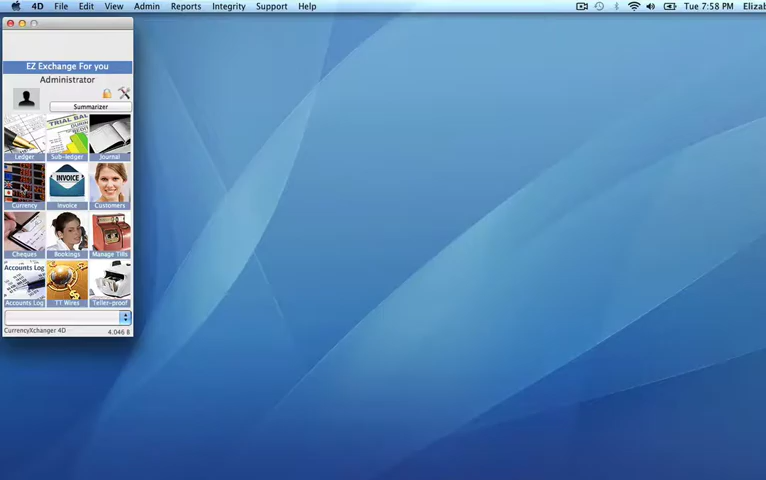 4D File Edit View Admin Reports Integrity Support Help Tue 7:58 PM Elizab
EZ Exchange For you
Administrator
Summarizer
TRIAL BAL
Ledger Sub-ledger Journal
INVOICE
Currency Invoice Customers
Cheques Bookings Manage Tills
Accounts Log
Accounts Log TT Wires Teller-proof
CurrencyXchanger 4D 4.046 B